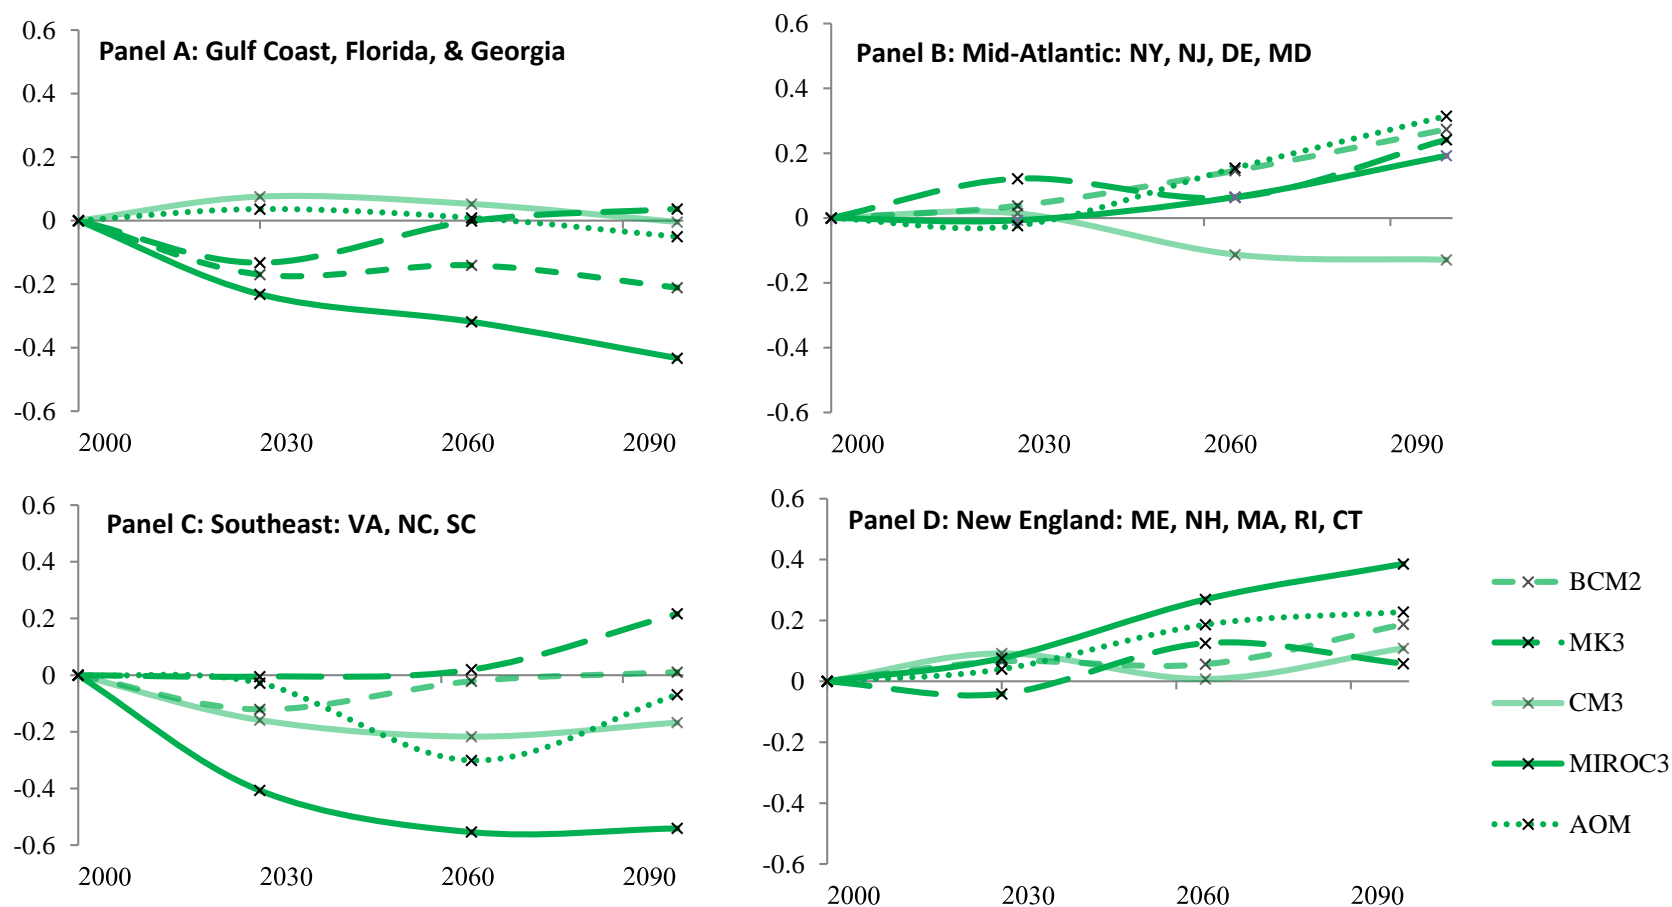 Panel A: Gulf Coast, Florida, & Georgia
0.6
0.4
0.2
0
-0.2
-0.4
-0.6
2000 2030 2060 2090
Panel B: Mid-Atlantic: NY, NJ, DE, MD
0.6
0.4
0.2
0
-0.2
-0.4
-0.6
2000 2030 2060 2090
Panel C: Southeast: VA, NC, SC
0.6
0.4
0.2
0
-0.2
-0.4
-0.6
2000 2030 2060 2090
Panel D: New England: ME, NH, MA, RI, CT
0.6
0.4
0.2
0
-0.2
-0.4
-0.6
2000 2030 2060 2090
BCM2
MK3
CM3
MIROC3
AOM